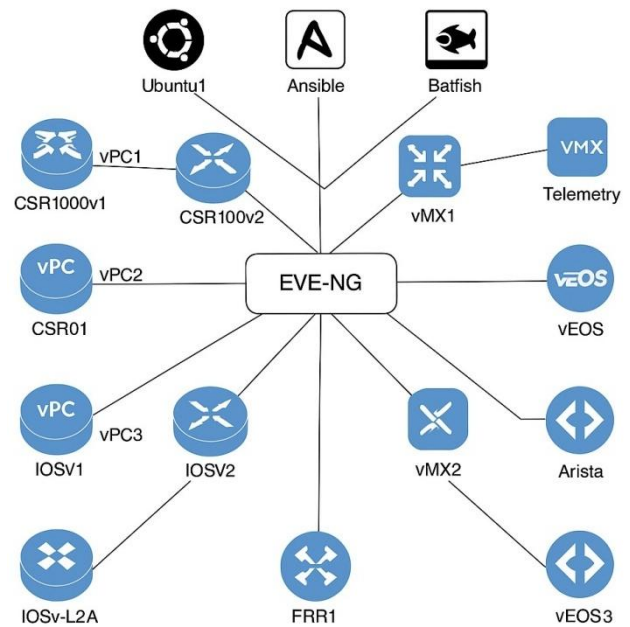 Ubuntu1
Ansible
Batfish
vPC1
VMX
CSR1000v1
CSR100v2
vMX1
Telemetry
vPC
vPC2
EVE-NG
vEOS
CSR01
vEOS
vPC
vPC3
IOSV1
IOSV2
vMX2
Arista
IOSv-L2A
FRR1
vEOS3